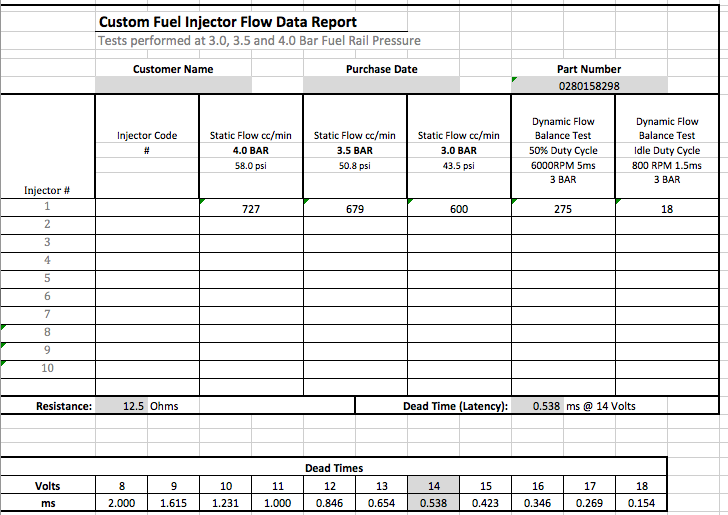 Custom Fuel Injector Flow Data Report
Tests performed at 3.0, 3.5 and 4.0 Bar Fuel Rail Pressure
Customer Name Purchase Date Part Number
0280158298
Dynamic Flow Dynamic Flow
Injector Code Static Flow cc/min Static Flow cc/min Static Flow cc/min Balance Test Balance Test
# 4.0 BAR 3.5 BAR 3.0 BAR 50% Duty Cycle Idle Duty Cycle
58.0 psi 50.8 psi 43.5 psi 6000RPM 5ms 800 RPM 1.5ms
3 BAR 3 BAR
Injector #
1 727 679 600 275 18
2
3
4
5
6
7
8
9
10
Resistance: 12.5 Ohms Dead Time (Latency): 0.538 ms @ 14 Volts
Dead Times
Volts 8 9 10 11 12 13 14 15 16 17 18
ms 2.000 1.615 1.231 1.000 0.846 0.654 0.538 0.423 0.346 0.269 0.154